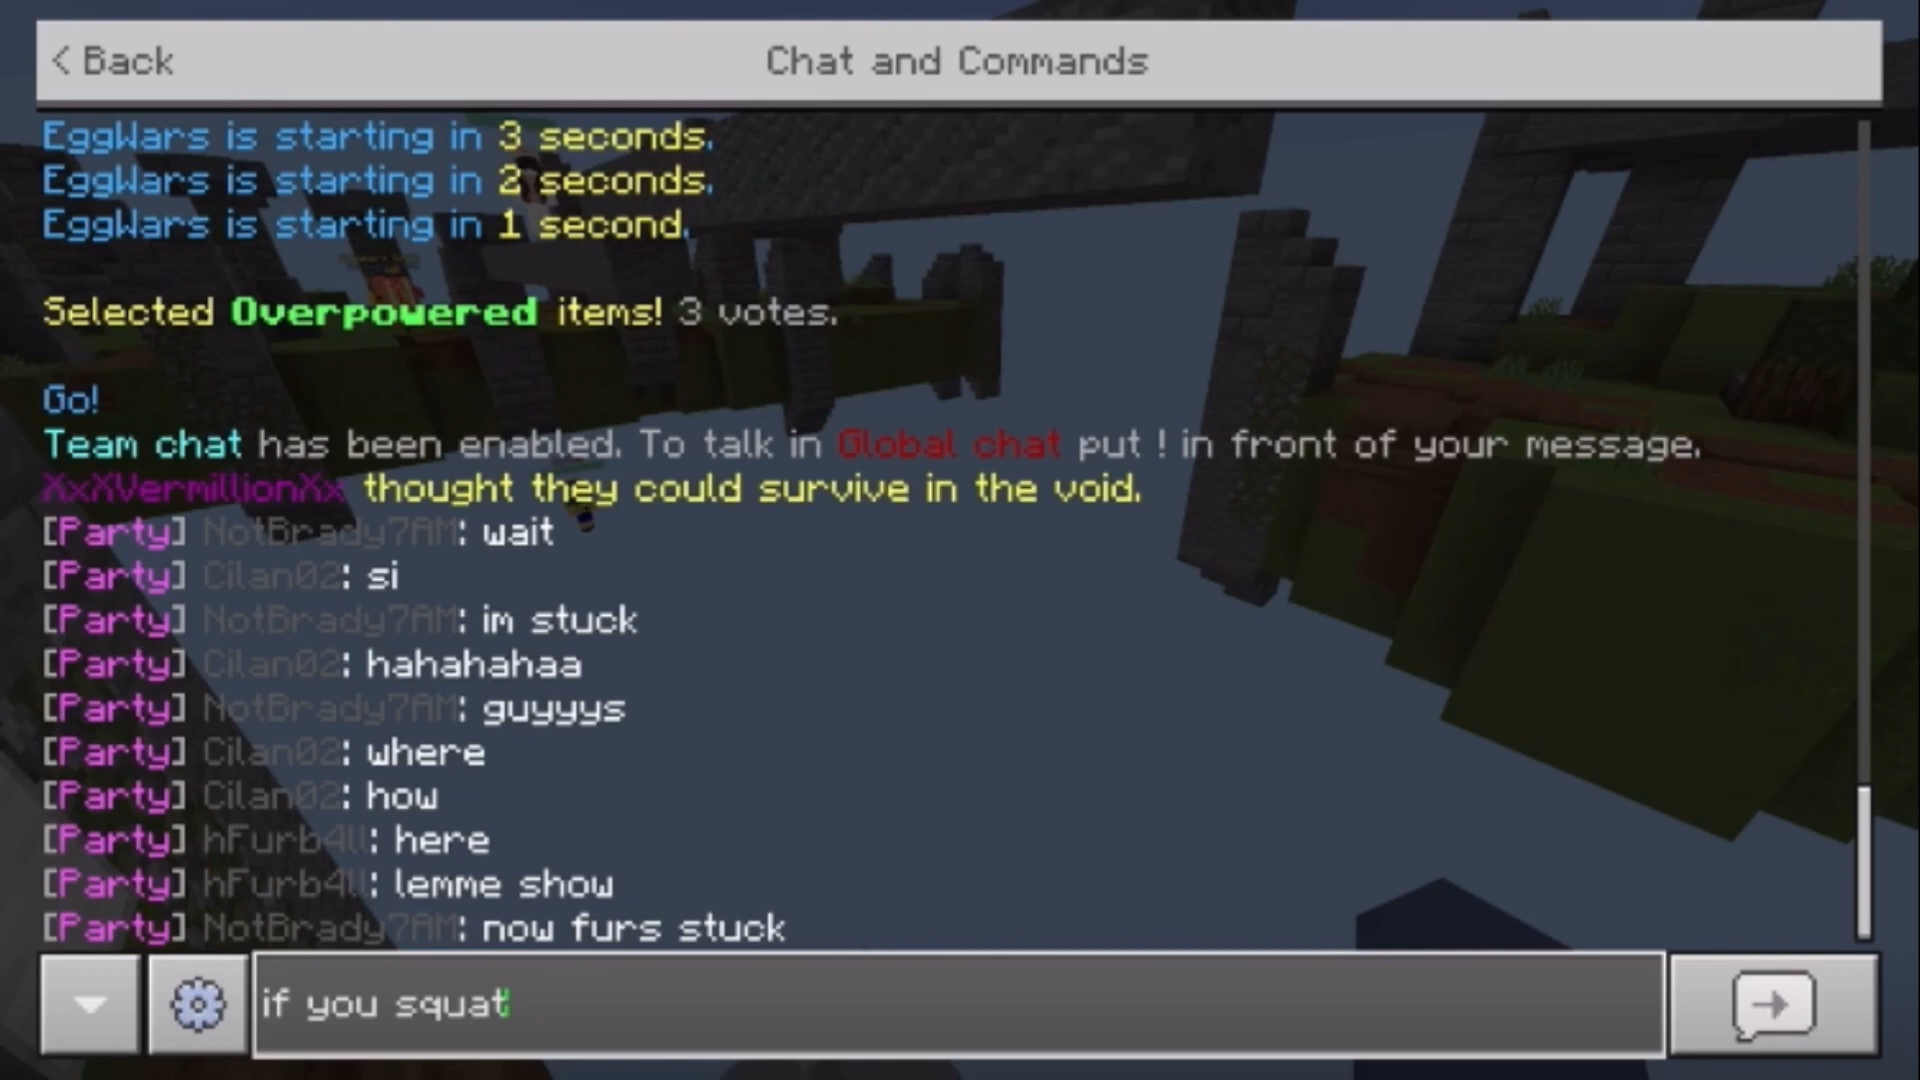 < Back
Chat and Commands
EggWars is starting in 3 seconds.
EggWars is starting in 2 seconds.
EggWars is starting in 1 second.
Selected Overpowered items! 3 votes.
Go!
Team chat has been enabled. To talk in Global chat put ! in front of your message.
XxXVermillionXx thought they could survive in the void.
[Party] NotBrady7AM: wait
[Party] Cilan02: si
[Party] NotBrady7AM: im stuck
[Party] Cilan02: hahahahaa
[Party] NotBrady7AM: guyyys
[Party] Cilan02: where
[Party] Cilan02: how
[Party] hFurb4ll: here
[Party] hFurb4ll: lemme show
[Party] NotBrady7AM: now furs stuck
if you squat